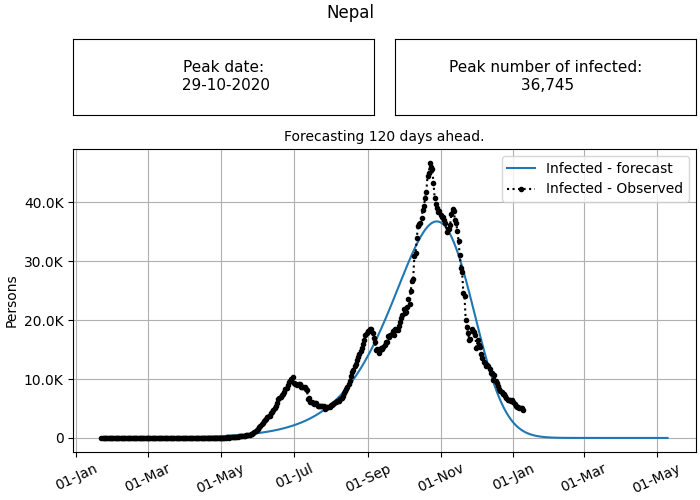 Nepal
Peak date:
29-10-2020
Peak number of infected:
36,745
Forecasting 120 days ahead.
Infected - forecast
Infected - Observed
40.0K
30.0K
20.0K
10.0K
0
Persons
01-Jan
01-Mar
01-May
01-Jul
01-Sep
01-Nov
01-Jan
01-Mar
01-May